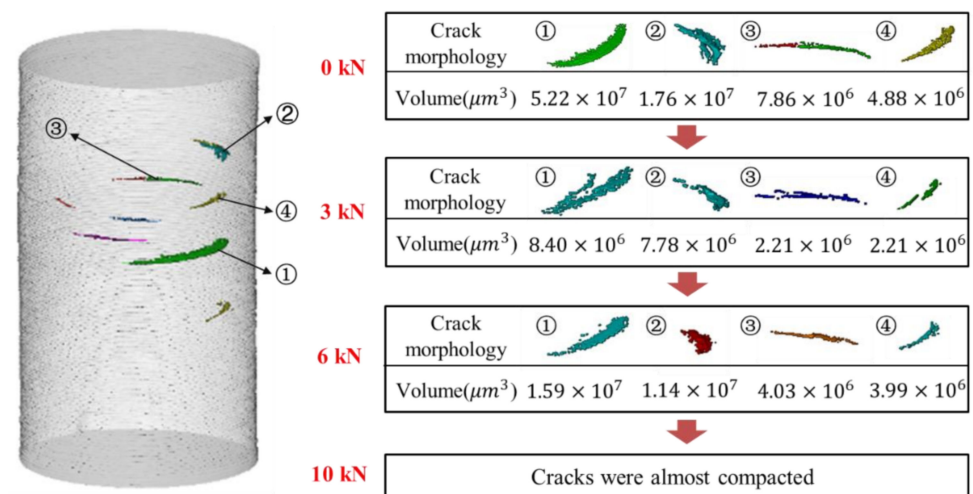 ③
②
④
①
0 kN
Crack morphology
① ② ③ ④
Volume(μm³) 5.22 × 10⁷ 1.76 × 10⁷ 7.86 × 10⁶ 4.88 × 10⁶
3 kN
Crack morphology
① ② ③ ④
Volume(μm³) 8.40 × 10⁶ 7.78 × 10⁶ 2.21 × 10⁶ 2.21 × 10⁶
6 kN
Crack morphology
① ② ③ ④
Volume(μm³) 1.59 × 10⁷ 1.14 × 10⁷ 4.03 × 10⁶ 3.99 × 10⁶
10 kN
Cracks were almost compacted